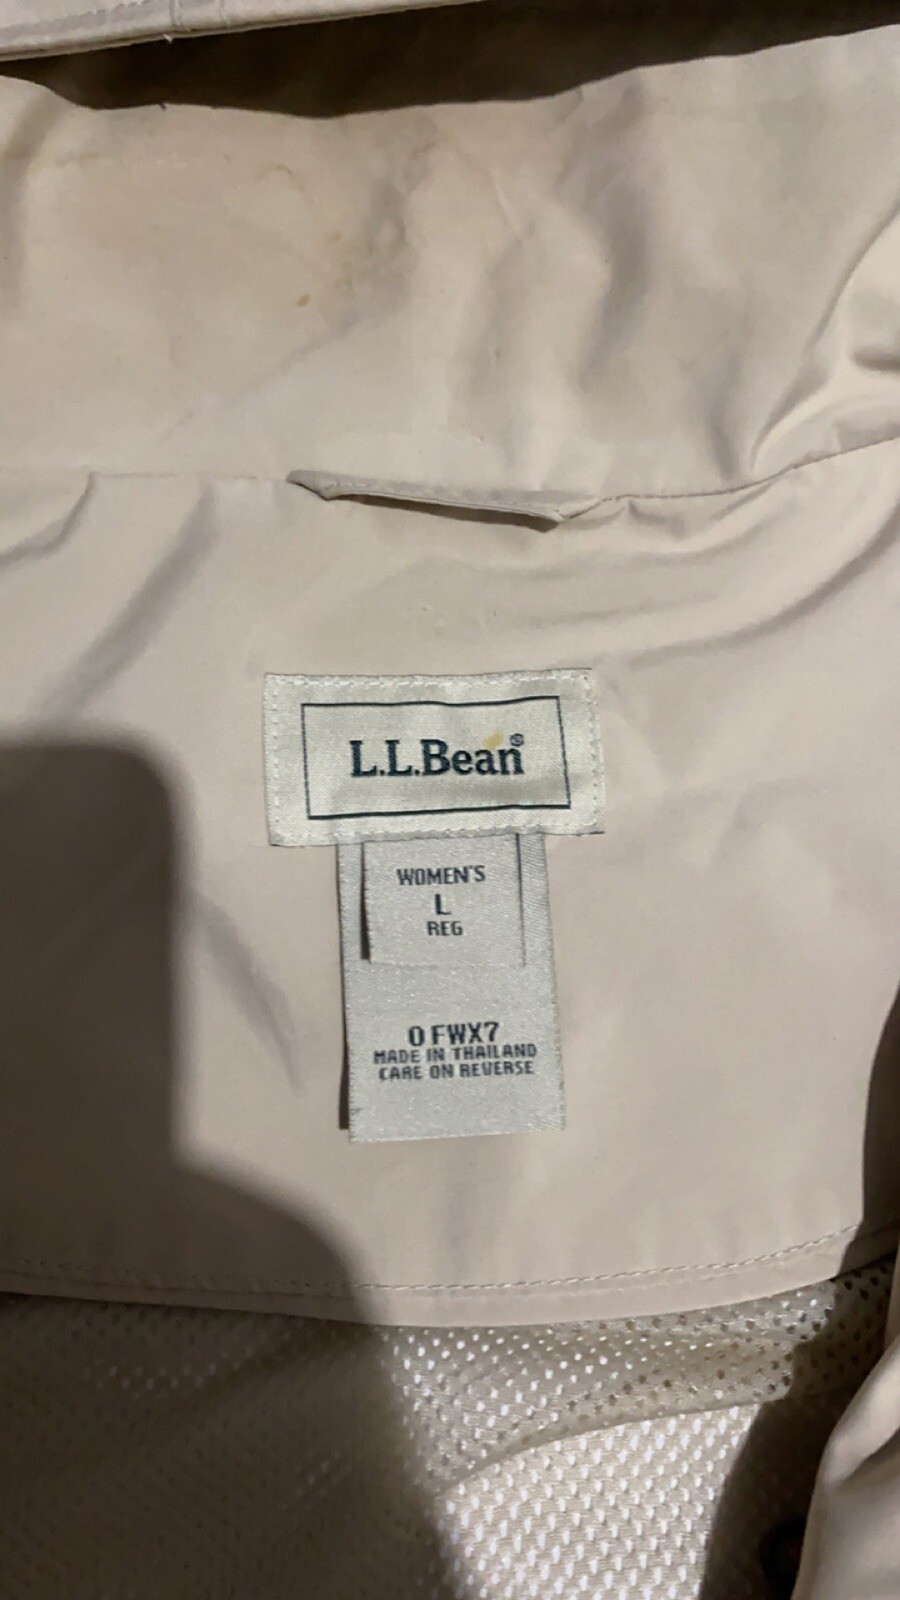 L.L.Bean®
WOMEN'S
L
REG
0 FWX7
MADE IN THAILAND
CARE ON REVERSE